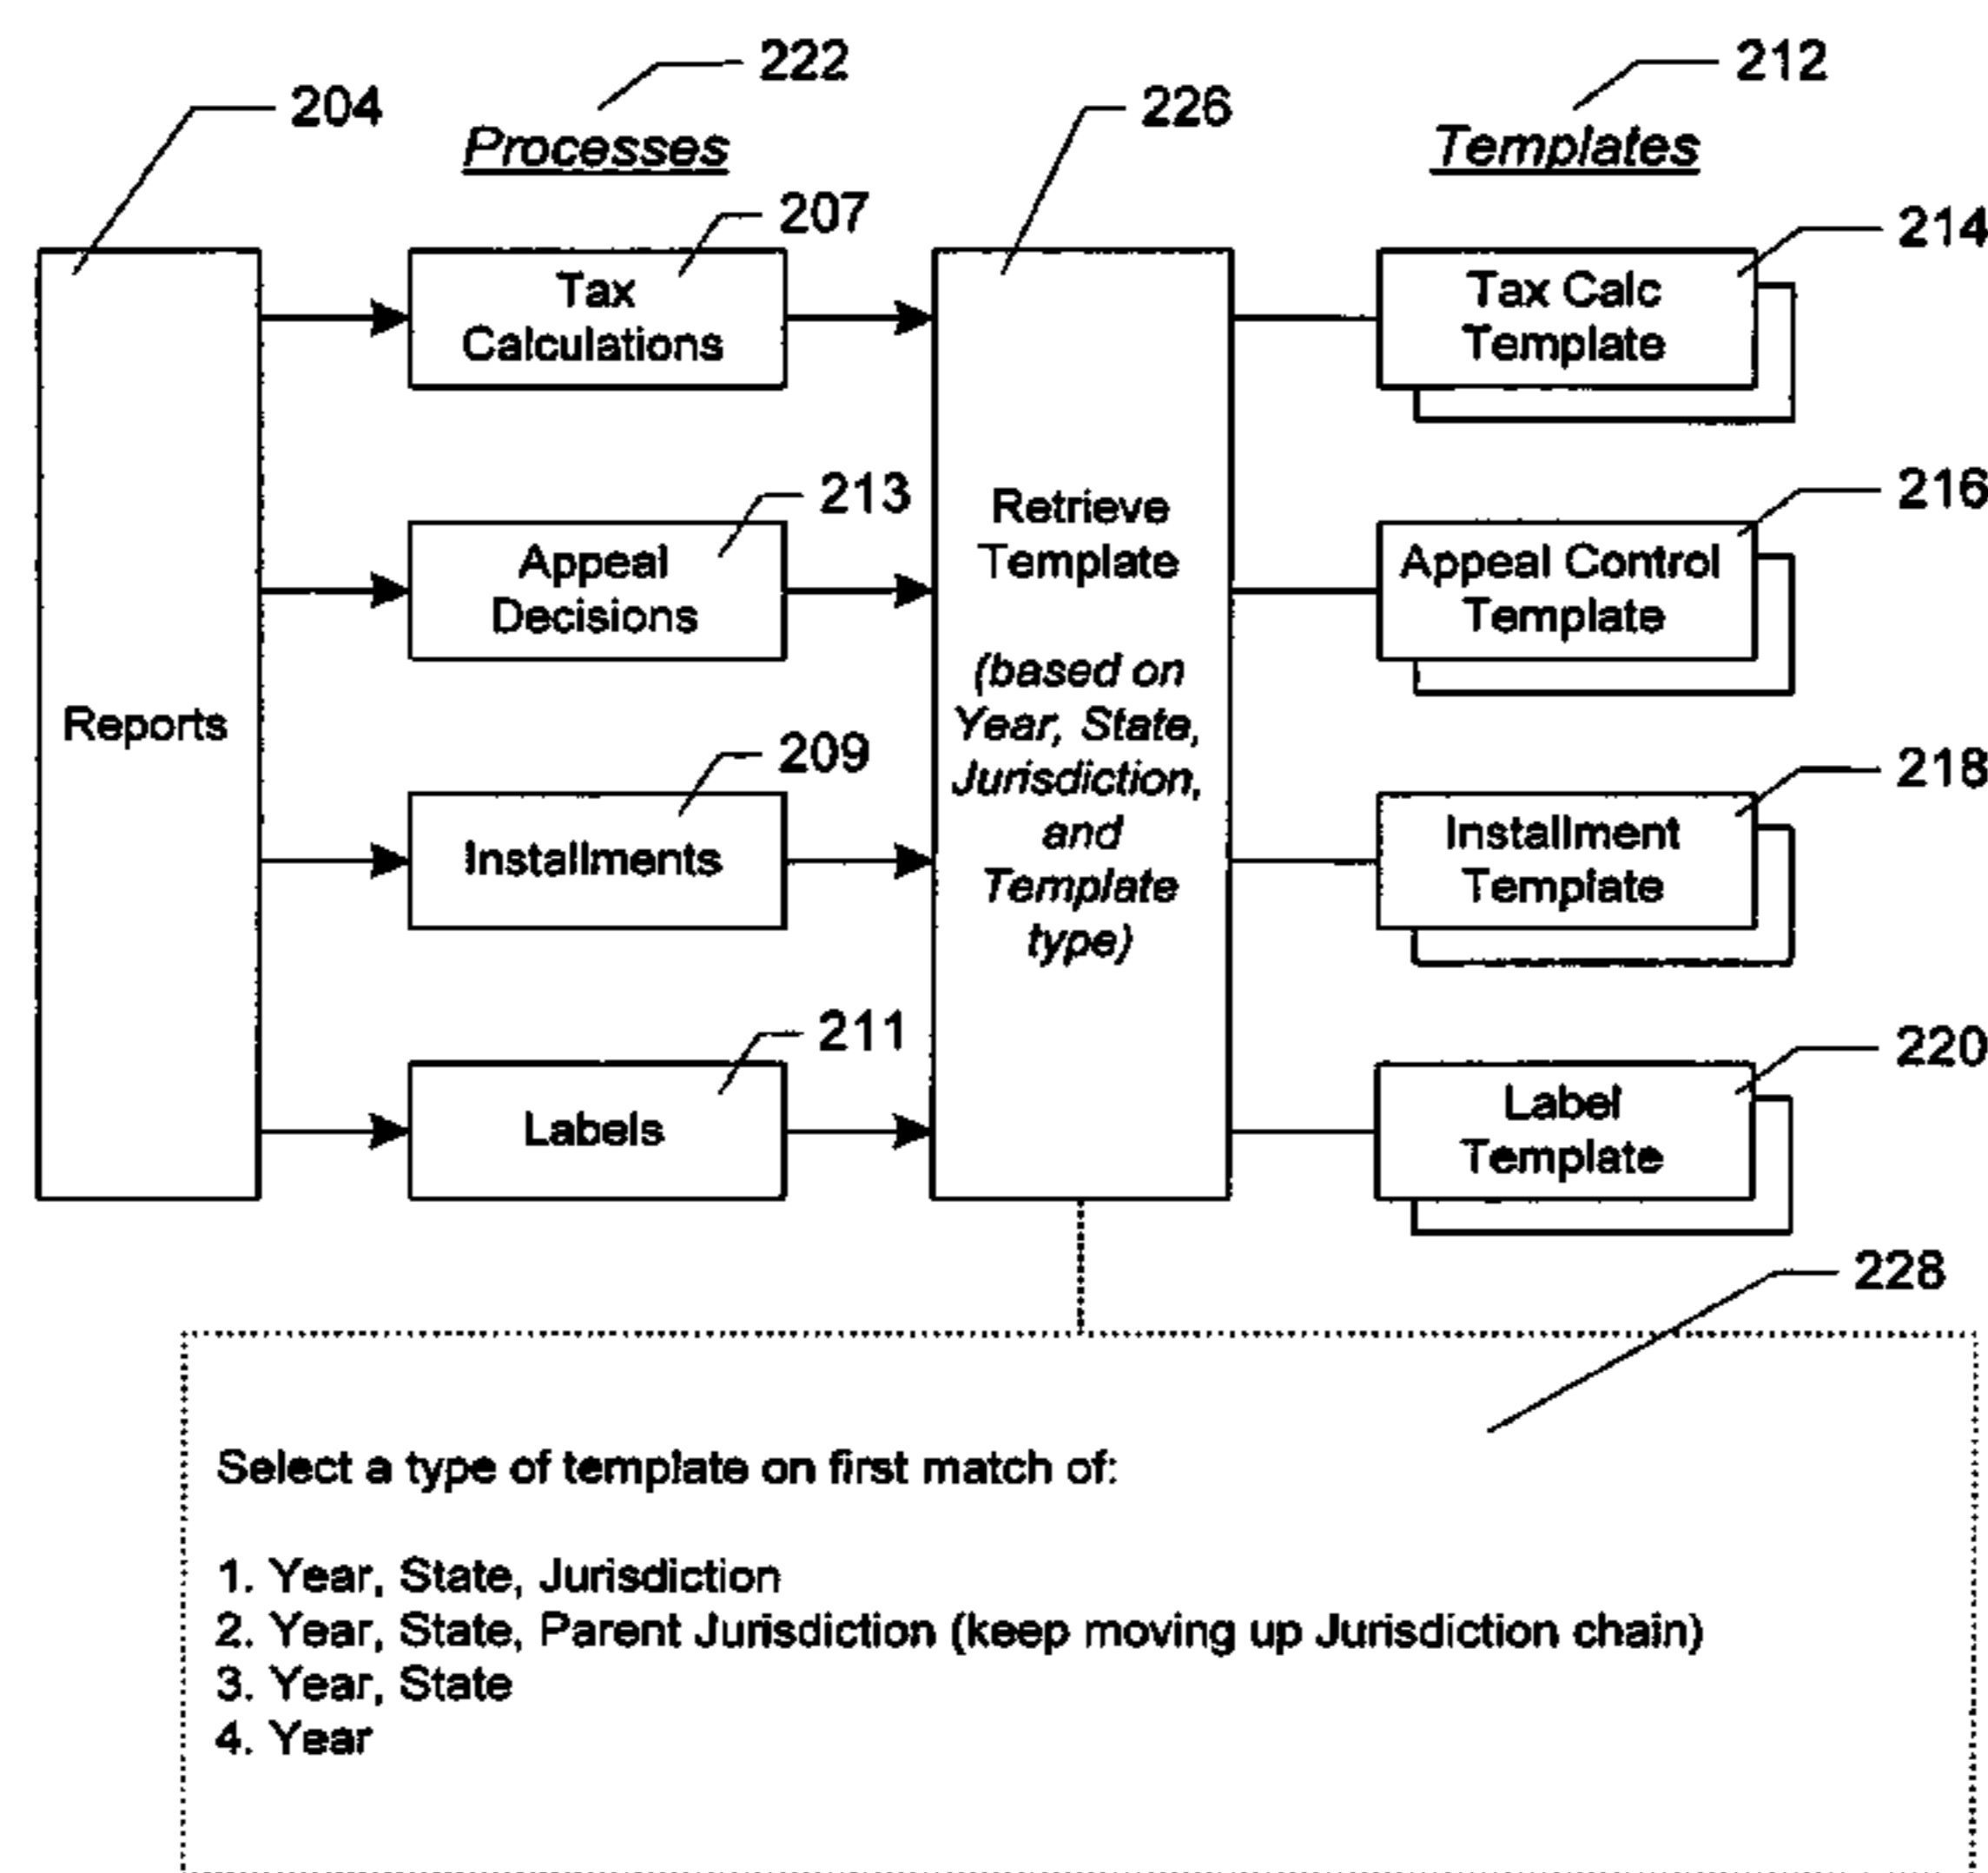 222
212
204
226
Processes
Templates
207
214
Tax
Calculations
Tax Calc
Template
213
216
Retrieve
Template
Appeal
Decisions
Appeal Control
Template
(based on
Year, State,
Jurisdiction,
and
Template
type)
Reports
209
218
Installments
Installment
Template
211
220
Labels
Label
Template
228
Select a type of template on first match of:
1. Year, State, Jurisdiction
2. Year, State, Parent Jurisdiction (keep moving up Jurisdiction chain)
3. Year, State
4. Year